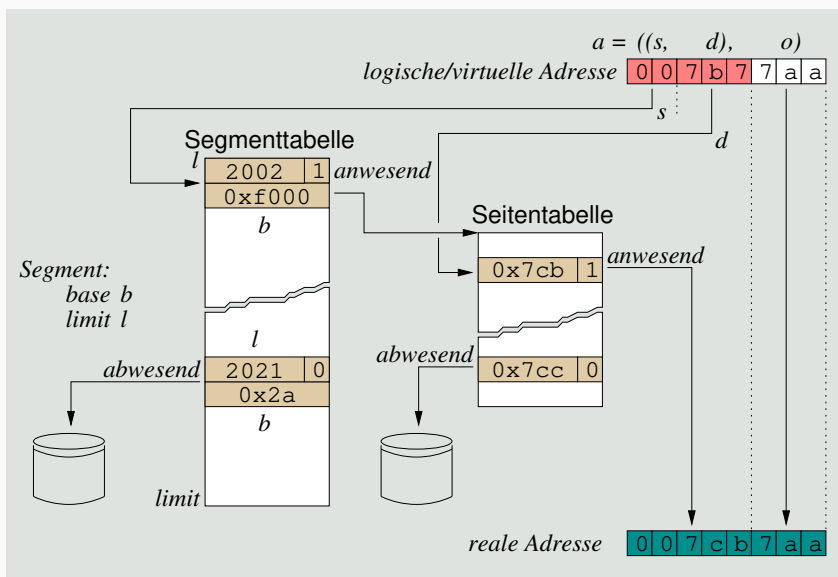 a = ((s, d), o)
logische/virtuelle Adresse 0 0 7 b 7 7 a a
s
d
Segmenttabelle
l
2002 1 anwesend
0xf000
b
Seitentabelle
0x7cb 1 anwesend
Segment:
base b
limit l
l
abwesend 2021 0
0x2a
b
abwesend 0x7cc 0
limit
reale Adresse 0 0 7 c b 7 a a